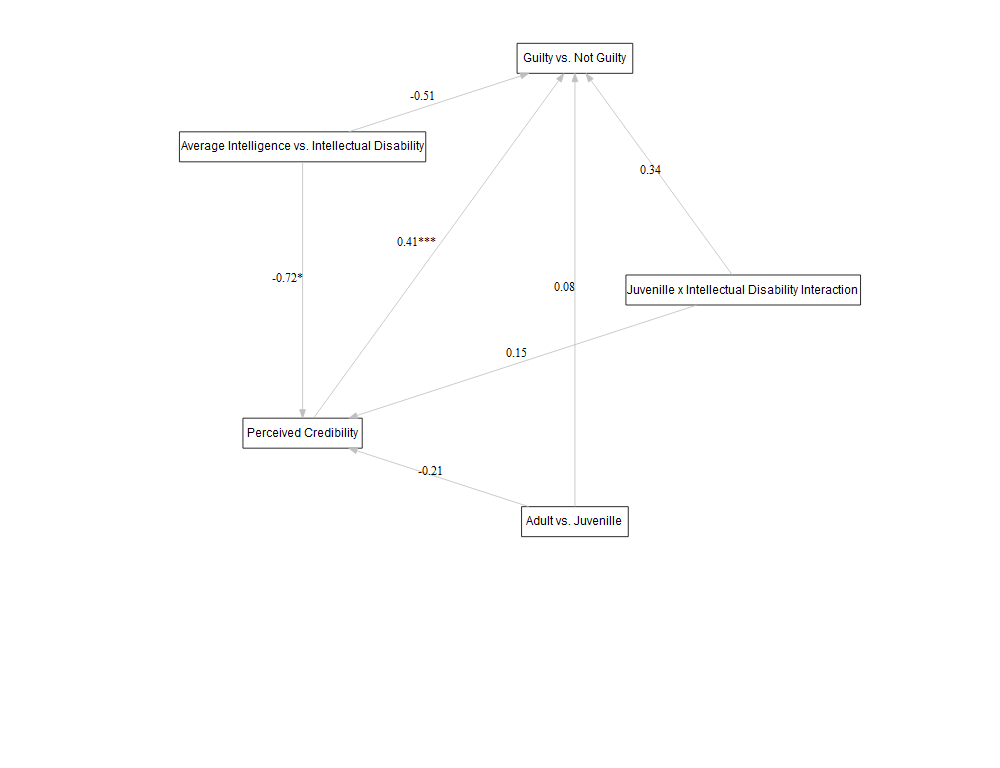 Guilty vs. Not Guilty
-0.51
Average Intelligence vs. Intellectual Disability
0.34
0.41***
-0.72*
0.08
Juvenille x Intellectual Disability Interaction
0.15
Perceived Credibility
-0.21
Adult vs. Juvenille